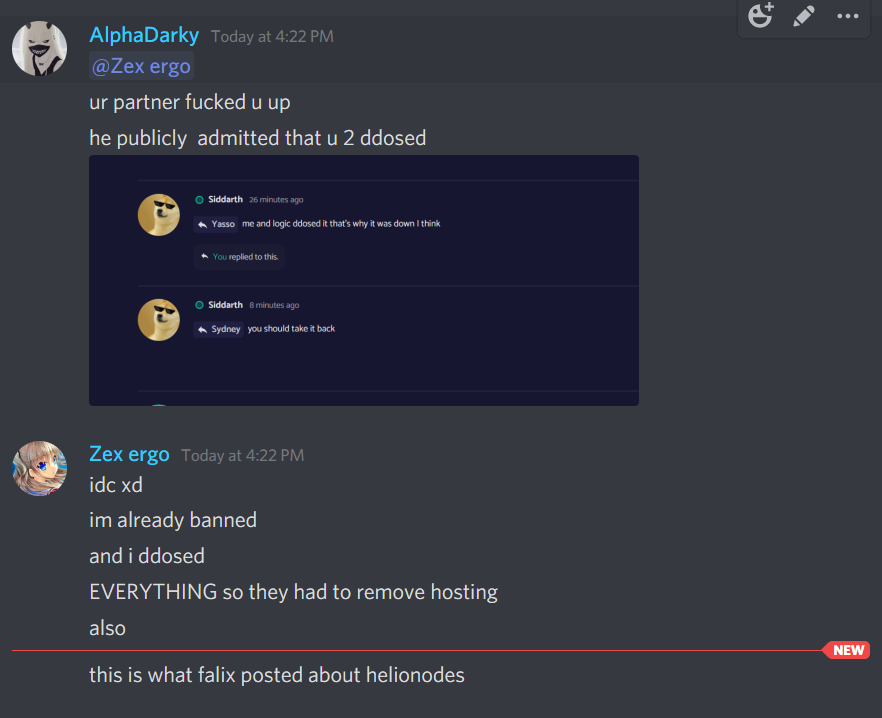 AlphaDarky Today at 4:22 PM
@Zex ergo
ur partner fucked u up
he publicly  admitted that u 2 ddosed
Siddarth 26 minutes ago
Yasso me and logic ddosed it that's why it was down I think
You replied to this.
Siddarth 8 minutes ago
Sydney you should take it back
Zex ergo Today at 4:22 PM
idc xd
im already banned
and i ddosed
EVERYTHING so they had to remove hosting
also
NEW
this is what falix posted about helionodes